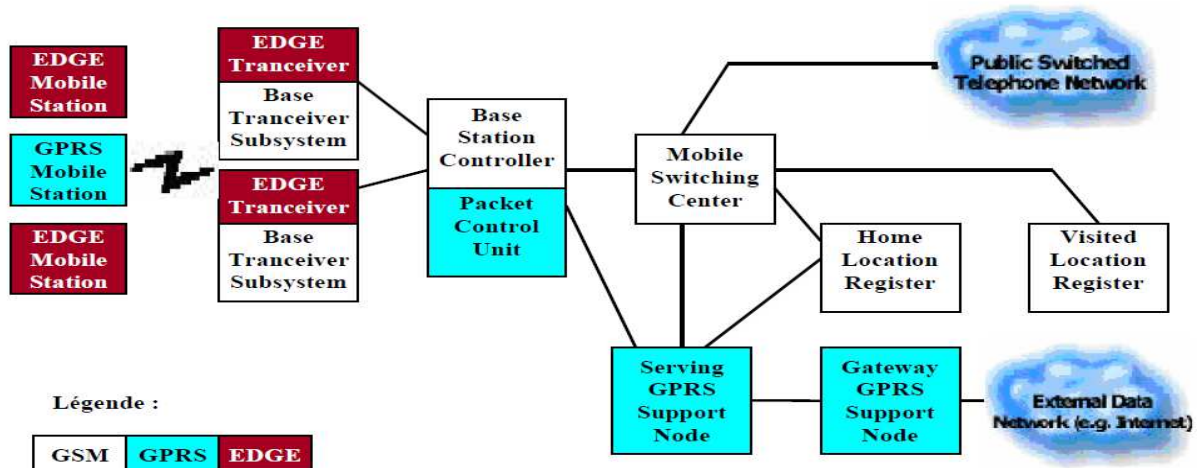 EDGE
Mobile
Station
GPRS
Mobile
Station
EDGE
Mobile
Station
EDGE
Tranceiver
Base
Tranceiver
Subsystem
EDGE
Tranceiver
Base
Tranceiver
Subsystem
Base
Station
Controller
Packet
Control
Unit
Mobile
Switching
Center
Public Switched
Telephone Network
Home
Location
Register
Visited
Location
Register
Serving
GPRS
Support
Node
Gateway
GPRS
Support
Node
External Data
Network (e.g. Internet)
Légende :
GSM GPRS EDGE